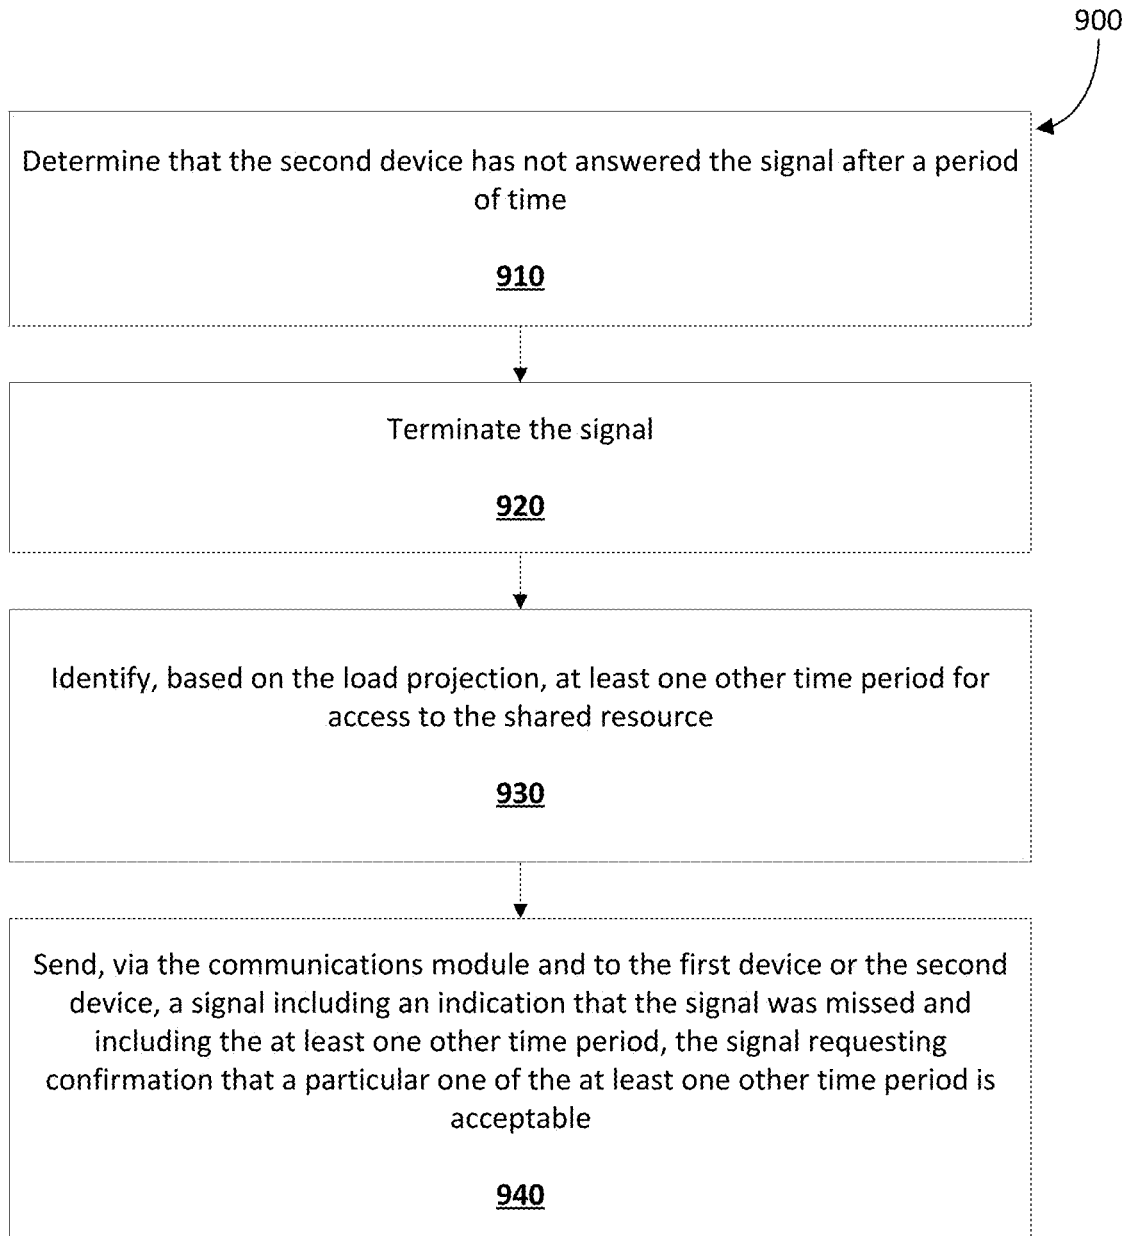 900
Determine that the second device has not answered the signal after a period
of time
910
Terminate the signal
920
Identify, based on the load projection, at least one other time period for
access to the shared resource
930
Send, via the communications module and to the first device or the second
device, a signal including an indication that the signal was missed and
including the at least one other time period, the signal requesting
confirmation that a particular one of the at least one other time period is
acceptable
940